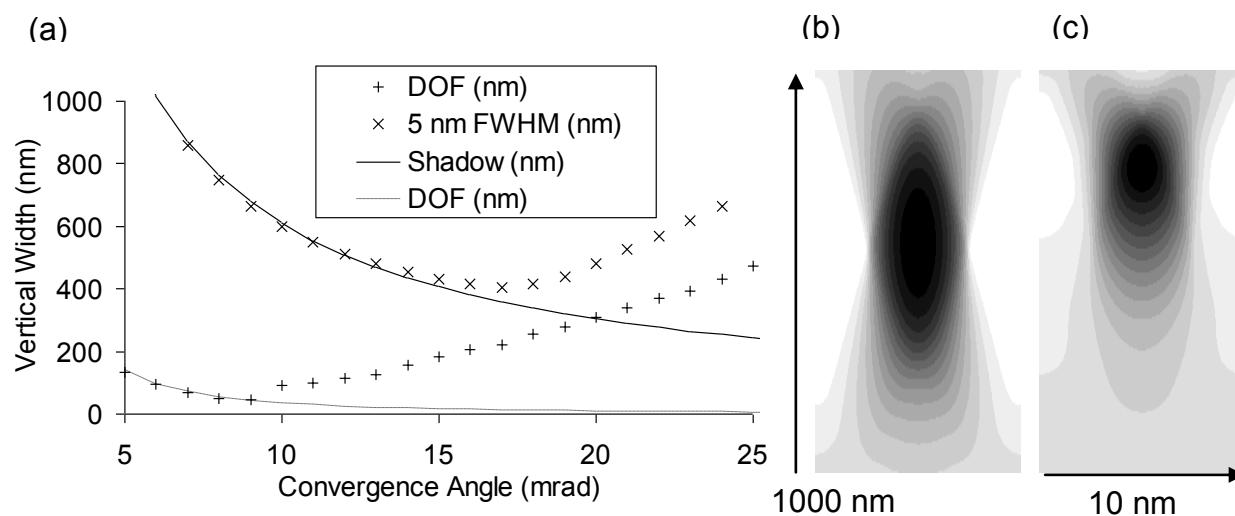 (a)
DOF (nm)
5 nm FWHM (nm)
Shadow (nm)
DOF (nm)
Vertical Width (nm)
1000
800
600
400
200
0
5 10 15 20 25
Convergence Angle (mrad)
(b)
1000 nm
(c)
10 nm